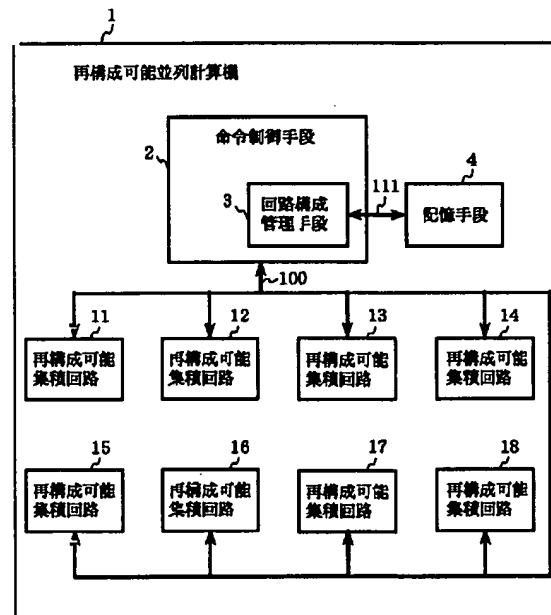 1
再構成可能並列計算機
命令制御手段
2
4
3
回路構成
管理手段
111
記憶手段
100
11
12
13
14
再構成可能
集積回路
再構成可能
集積回路
再構成可能
集積回路
再構成可能
集積回路
15
16
17
18
再構成可能
集積回路
再構成可能
集積回路
再構成可能
集積回路
再構成可能
集積回路